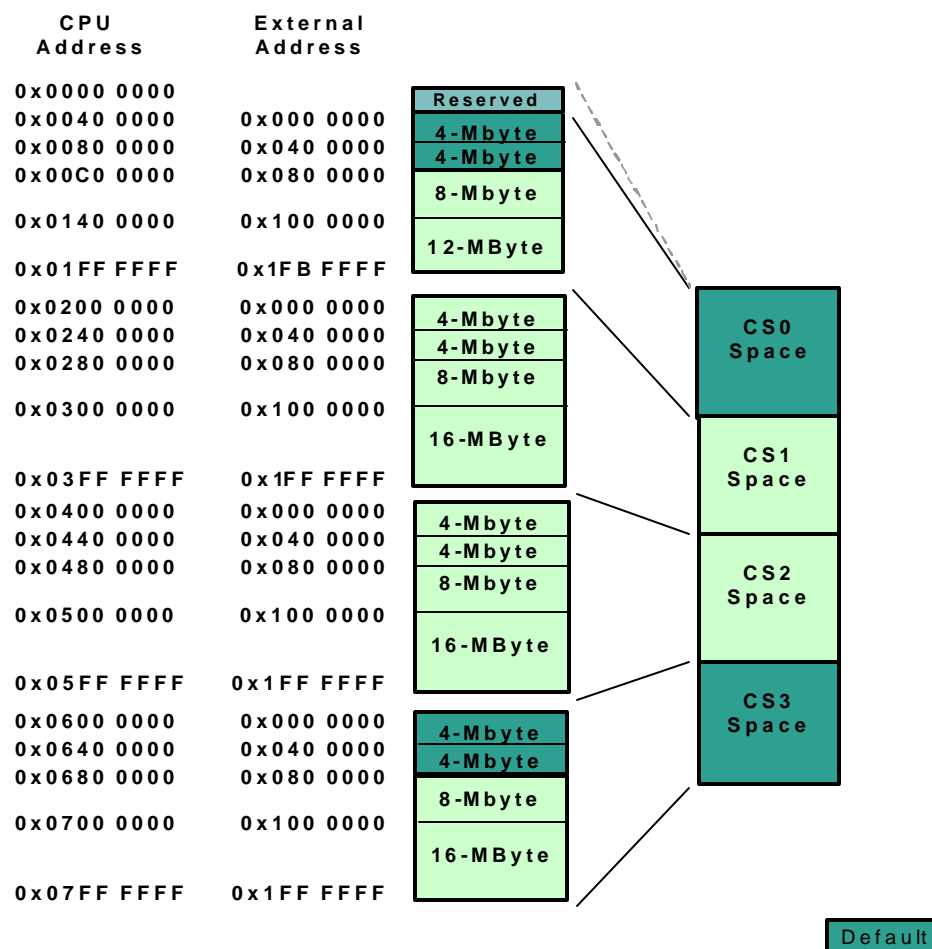 CPU Address External Address
0x0000 0000
Reserved
0x0040 0000 0x000 0000 4-Mbyte
0x0080 0000 0x040 0000 4-Mbyte
0x00C0 0000 0x080 0000 8-Mbyte
0x0140 0000 0x100 0000 12-MByte
0x01FF FFFF 0x1FB FFFF
0x0200 0000 0x000 0000 4-Mbyte
0x0240 0000 0x040 0000 4-Mbyte
0x0280 0000 0x080 0000 8-Mbyte
0x0300 0000 0x100 0000 16-MByte
0x03FF FFFF 0x1FF FFFF
0x0400 0000 0x000 0000 4-Mbyte
0x0440 0000 0x040 0000 4-Mbyte
0x0480 0000 0x080 0000 8-Mbyte
0x0500 0000 0x100 0000 16-MByte
0x05FF FFFF 0x1FF FFFF
0x0600 0000 0x000 0000 4-Mbyte
0x0640 0000 0x040 0000 4-Mbyte
0x0680 0000 0x080 0000 8-Mbyte
0x0700 0000 0x100 0000 16-MByte
0x07FF FFFF 0x1FF FFFF
CS0
Space
CS1
Space
CS2
Space
CS3
Space
Default